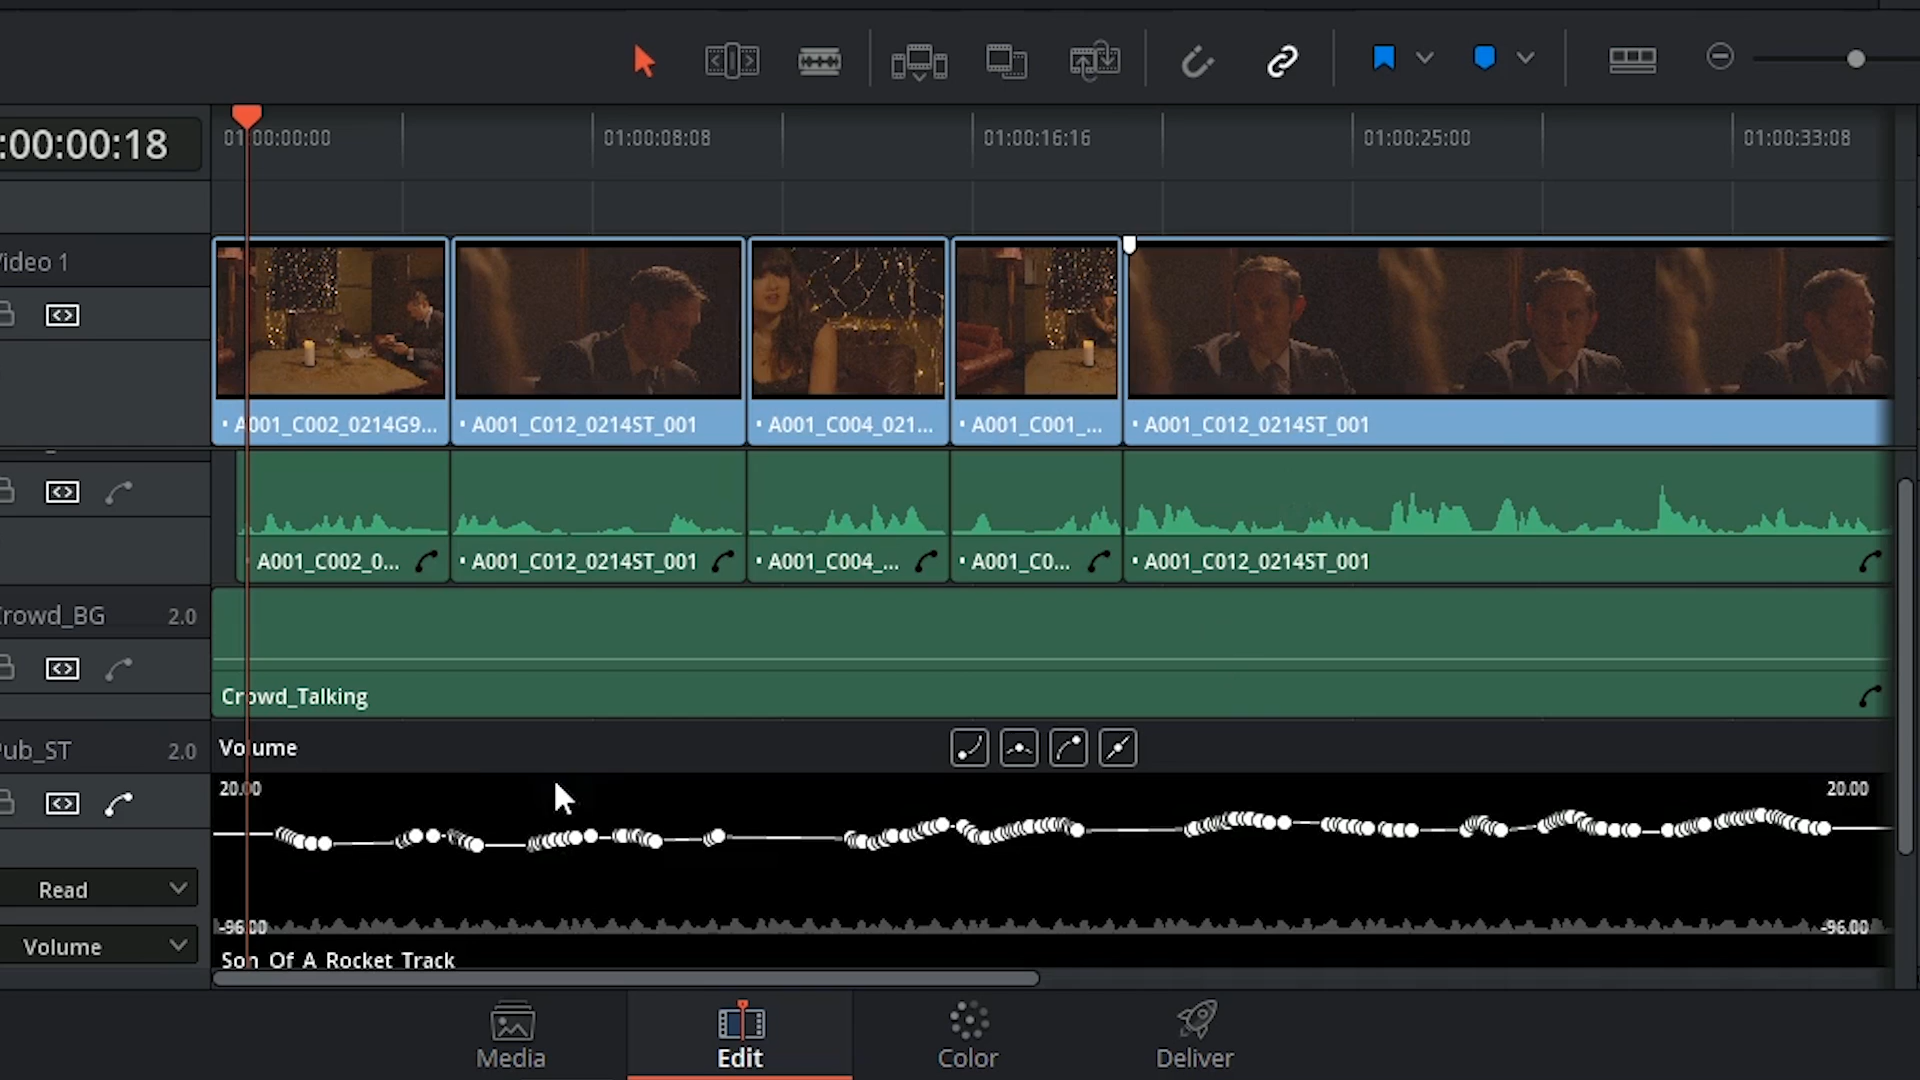 :00:00:18
01:00:00:00
01:00:08:08
01:00:16:16
01:00:25:00
01:00:33:08
Video 1
A001_C002_0214G9...
A001_C012_0214ST_001
A001_C004_021...
A001_C001_...
A001_C012_0214ST_001
A001_C002_0...
A001_C012_0214ST_001
A001_C004_...
A001_C0...
A001_C012_0214ST_001
Crowd_BG 2.0
Crowd_Talking
Pub_ST 2.0
Volume
20.00
20.00
Read
Volume
-96.00
-96.00
Son Of A Rocket Track
Media
Edit
Color
Deliver